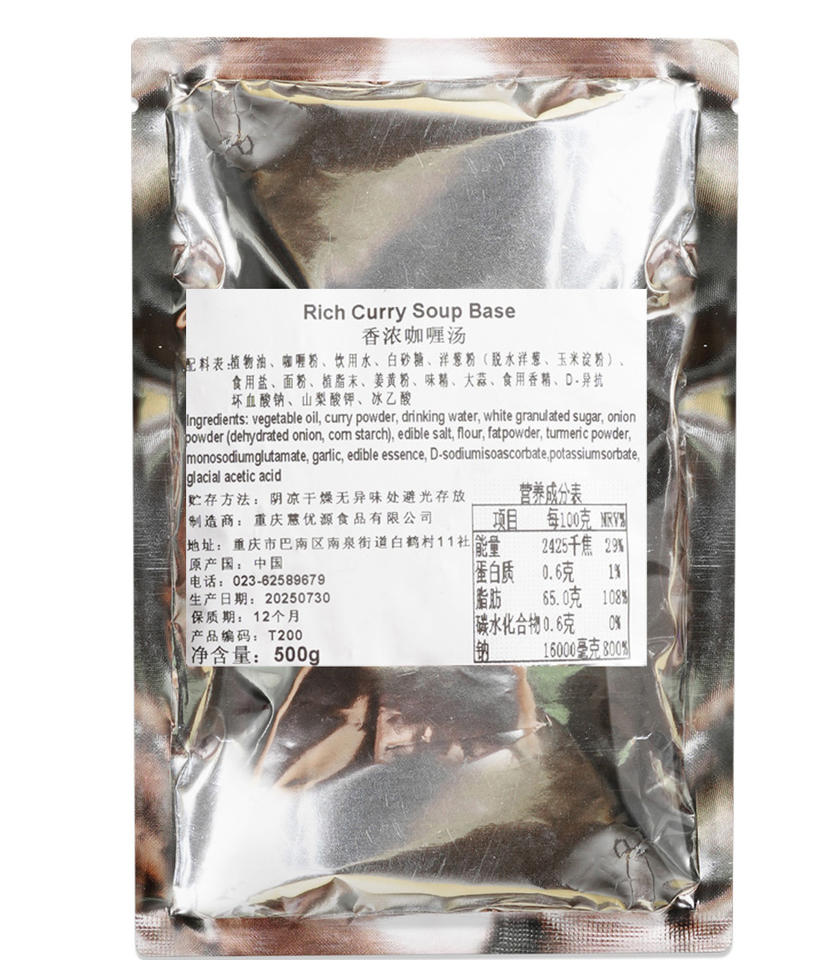 Rich Curry Soup Base
香浓咖喱汤
配料表:植物油、咖喱粉、饮用水、白砂糖、洋葱粉（脱水洋葱、玉米淀粉）、
食用盐、面粉、植脂末、姜黄粉、味精、大蒜、食用香精、D-异抗
坏血酸钠、山梨酸钾、冰乙酸
Ingredients: vegetable oil, curry powder, drinking water, white granulated sugar, onion
powder (dehydrated onion, corn starch), edible salt, flour, fatpowder, turmeric powder,
monosodiumglutamate, garlic, edible essence, D-sodiumisoascorbate,potassiumsorbate,
glacial acetic acid
贮存方法：阴凉干燥无异味处避光存放
制造商：重庆慧优源食品有限公司
地址：重庆市巴南区南泉街道白鹤村11社
原产国：中国
电话：023-62589679
生产日期：20250730
保质期：12个月
产品编码：T200
净含量：500g
营养成分表
项目 每100克 NRV%
能量 2425千焦 29%
蛋白质 0.6克 1%
脂肪 65.0克 108%
碳水化合物 0.6克 0%
钠 16000毫克 800%